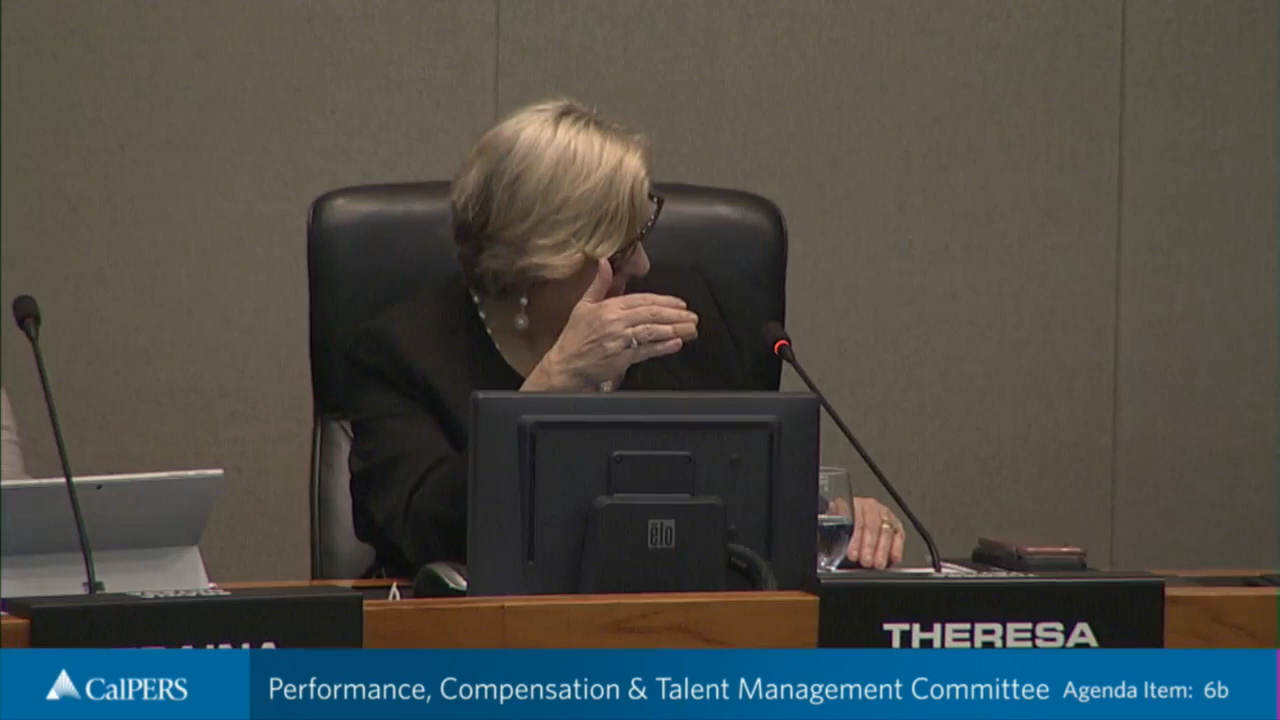 elo
THERESA
CalPERS
Performance, Compensation & Talent Management Committee Agenda Item: 6b